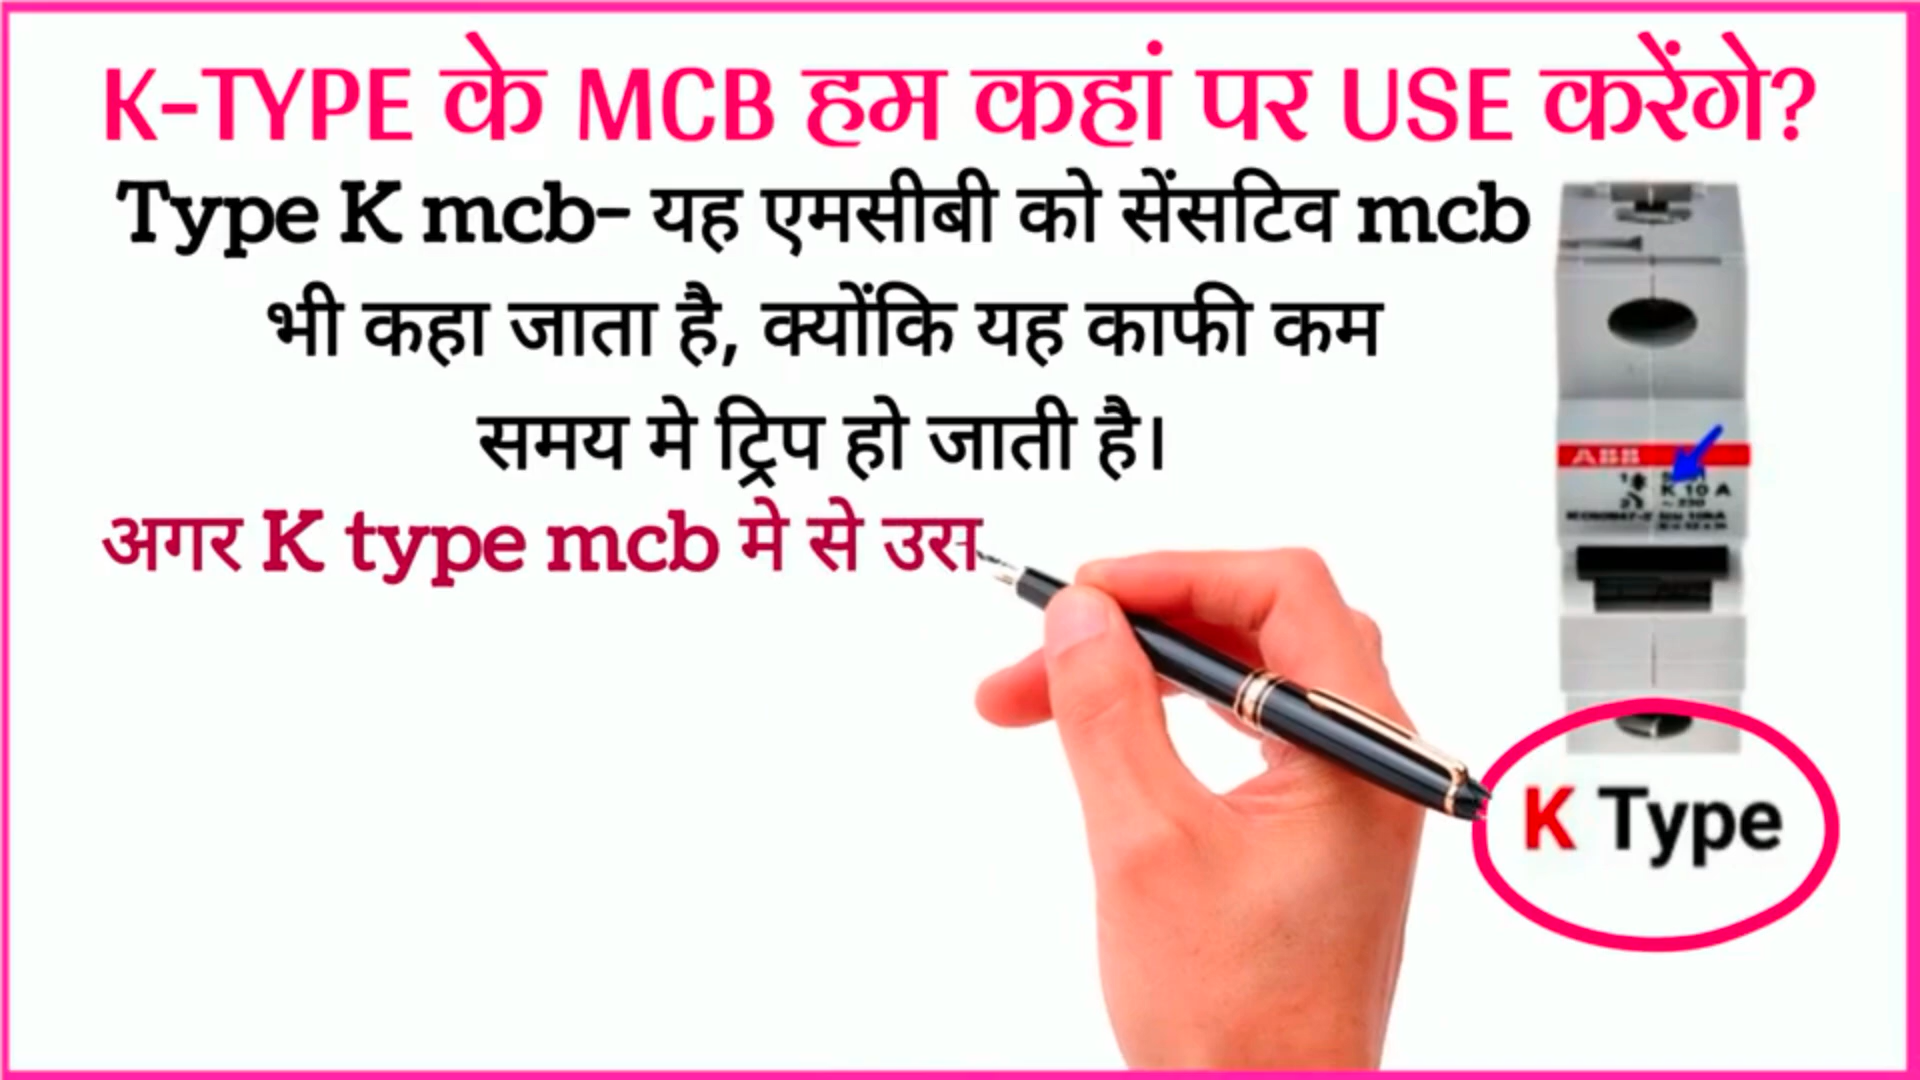 K-TYPE के MCB हम कहां पर USE करेंगे?
Type K mcb- यह एमसीबी को सेंसटिव mcb
भी कहा जाता है, क्योंकि यह काफी कम
समय मे ट्रिप हो जाती है।
अगर K type mcb मे से उस
ABB
K 10 A
K Type